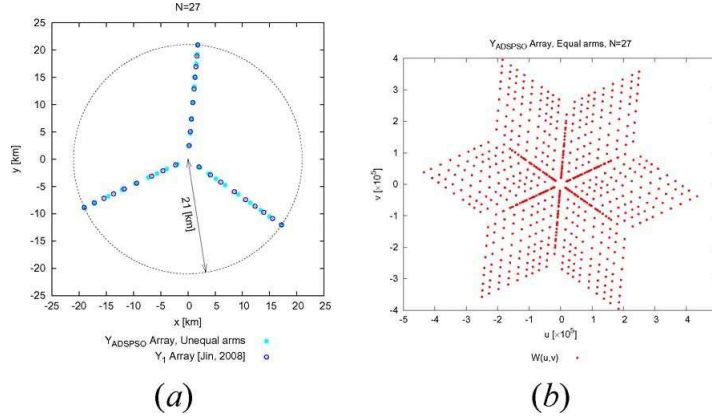 N=27
25
20
15
10
5
0
-5
-10
-15
-20
-25
y [km]
21 [km]
-25 -20 -15 -10 -5 0 5 10 15 20 25
x [km]
Y_ADSPSO Array, Unequal arms
Y_1 Array [Jin, 2008]
(a)
Y_ADSPSO Array, Equal arms, N=27
4
3
2
1
0
-1
-2
-3
-4
v [×10^5]
-5 -4 -3 -2 -1 0 1 2 3 4 5
u [×10^5]
W(u,v)
(b)